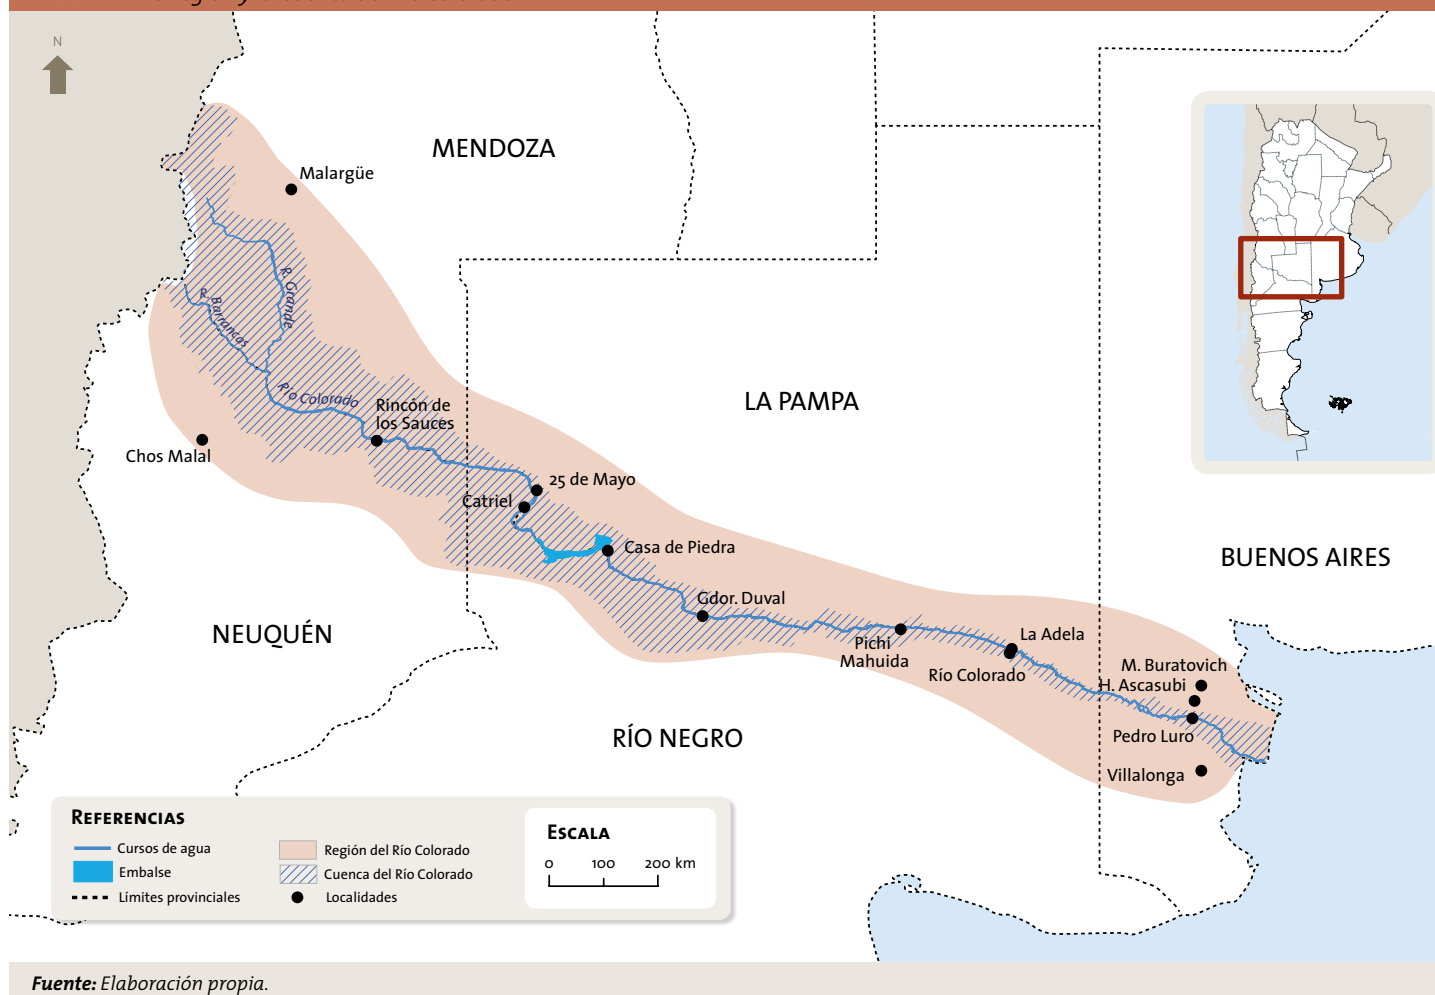 N
MENDOZA
Malargüe
R. Grande
R. Barrancas
Río Colorado
Rincón de
los Sauces
LA PAMPA
Chos Malal
25 de Mayo
Catriel
Casa de Piedra
BUENOS AIRES
Gdor. Duval
NEUQUÉN
Pichi
Mahuida
La Adela
Río Colorado
M. Buratovich
H. Ascasubi
Pedro Luro
RÍO NEGRO
Villalonga
REFERENCIAS
Cursos de agua
Embalse
Límites provinciales
Región del Río Colorado
Cuenca del Río Colorado
Localidades
ESCALA
0 100 200 km
Fuente: Elaboración propia.